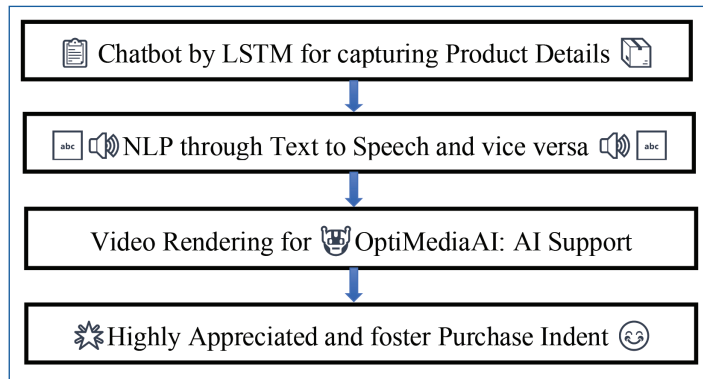 Chatbot by LSTM for capturing Product Details
abc NLP through Text to Speech and vice versa abc
Video Rendering for OptiMediaAI: AI Support
Highly Appreciated and foster Purchase Indent